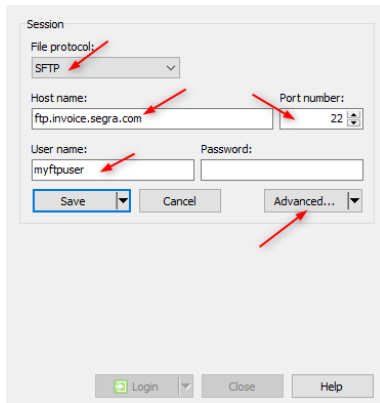 Session
File protocol:
SFTP
Host name: Port number:
ftp.invoice.segra.com 22
User name: Password:
myftpuser
Save Cancel Advanced...
Login Close Help